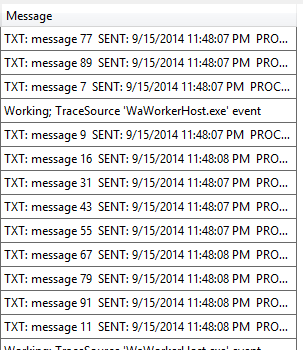 Message
TXT: message 77 SENT: 9/15/2014 11:48:07 PM PRO...
TXT: message 89 SENT: 9/15/2014 11:48:07 PM PRO...
TXT: message 7 SENT: 9/15/2014 11:48:07 PM PROC...
Working; TraceSource 'WaWorkerHost.exe' event
TXT: message 9 SENT: 9/15/2014 11:48:07 PM PROC...
TXT: message 16 SENT: 9/15/2014 11:48:08 PM PRO...
TXT: message 31 SENT: 9/15/2014 11:48:07 PM PRO...
TXT: message 43 SENT: 9/15/2014 11:48:07 PM PRO...
TXT: message 55 SENT: 9/15/2014 11:48:07 PM PRO...
TXT: message 67 SENT: 9/15/2014 11:48:08 PM PRO...
TXT: message 79 SENT: 9/15/2014 11:48:08 PM PRO...
TXT: message 91 SENT: 9/15/2014 11:48:08 PM PRO...
TXT: message 11 SENT: 9/15/2014 11:48:08 PM PRO...
Working; TraceSource 'WaWorkerHost.exe' event